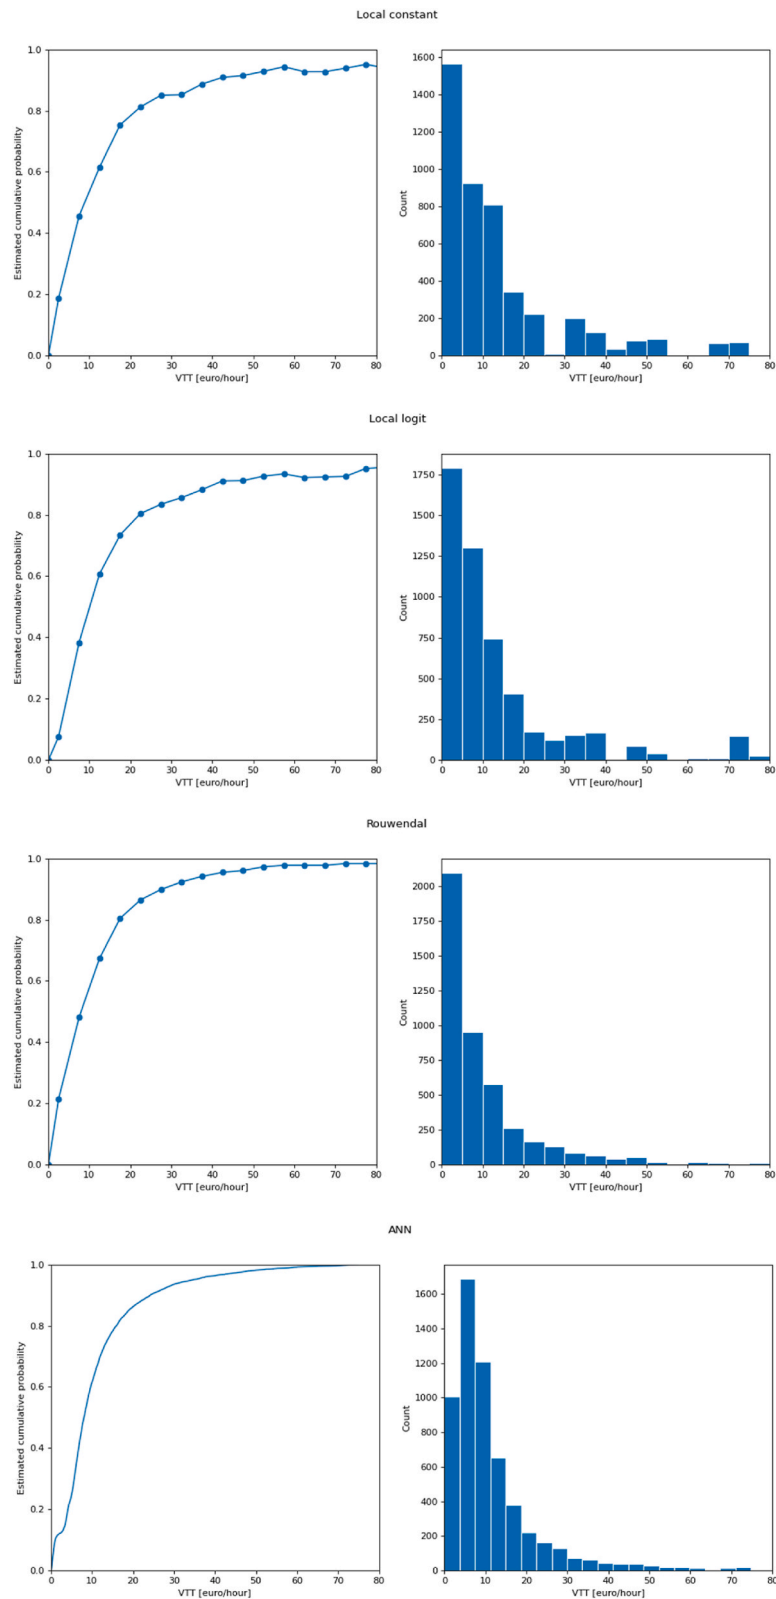 Local constant
1.0
0.8
0.6
0.4
0.2
0.0
Estimated cumulative probability
0 10 20 30 40 50 60 70 80
VTT [euro/hour]
1600
1400
1200
1000
800
600
400
200
0
Count
0 10 20 30 40 50 60 70 80
VTT [euro/hour]
Local logit
1.0
0.8
0.6
0.4
0.2
0.0
Estimated cumulative probability
0 10 20 30 40 50 60 70 80
VTT [euro/hour]
1750
1500
1250
1000
750
500
250
0
Count
0 10 20 30 40 50 60 70 80
VTT [euro/hour]
Rouwendal
1.0
0.8
0.6
0.4
0.2
0.0
Estimated cumulative probability
0 10 20 30 40 50 60 70 80
VTT [euro/hour]
2000
1750
1500
1250
1000
750
500
250
0
Count
0 10 20 30 40 50 60 70 80
VTT [euro/hour]
ANN
1.0
0.8
0.6
0.4
0.2
0.0
Estimated cumulative probability
0 10 20 30 40 50 60 70 80
VTT [euro/hour]
1600
1400
1200
1000
800
600
400
200
0
Count
0 10 20 30 40 50 60 70 80
VTT [euro/hour]